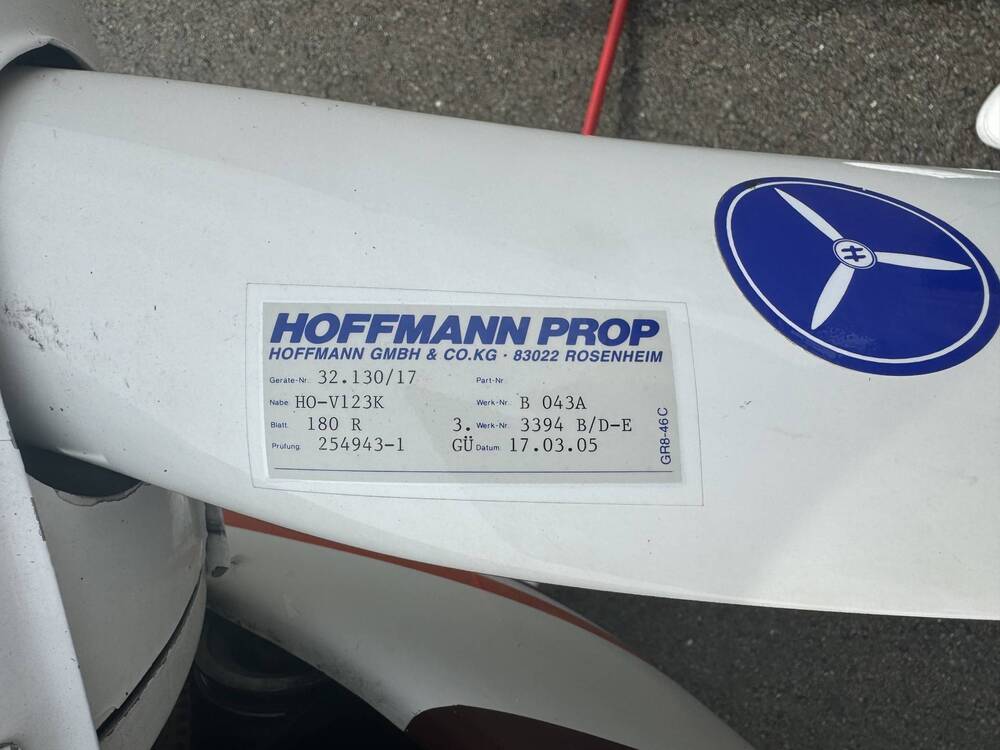 HOFFMANN PROP
HOFFMANN GMBH & CO.KG · 83022 ROSENHEIM
Geräte-Nr. 32.130/17 Part-Nr.
Nabe HO-V123K Werk-Nr. B 043A
Blatt. 180 R 3. Werk-Nr. 3394 B/D-E
Prüfung. 254943-1 GÜ Datum. 17.03.05
GR8-46C
H